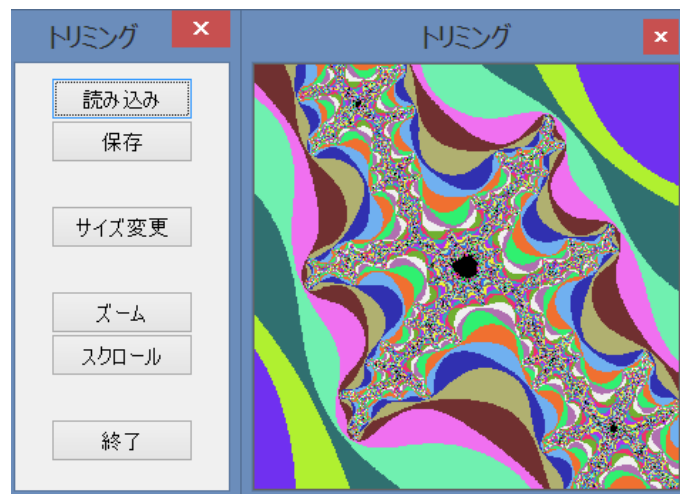 トリミング
読み込み
保存
サイズ変更
ズーム
スクロール
終了
トリミング